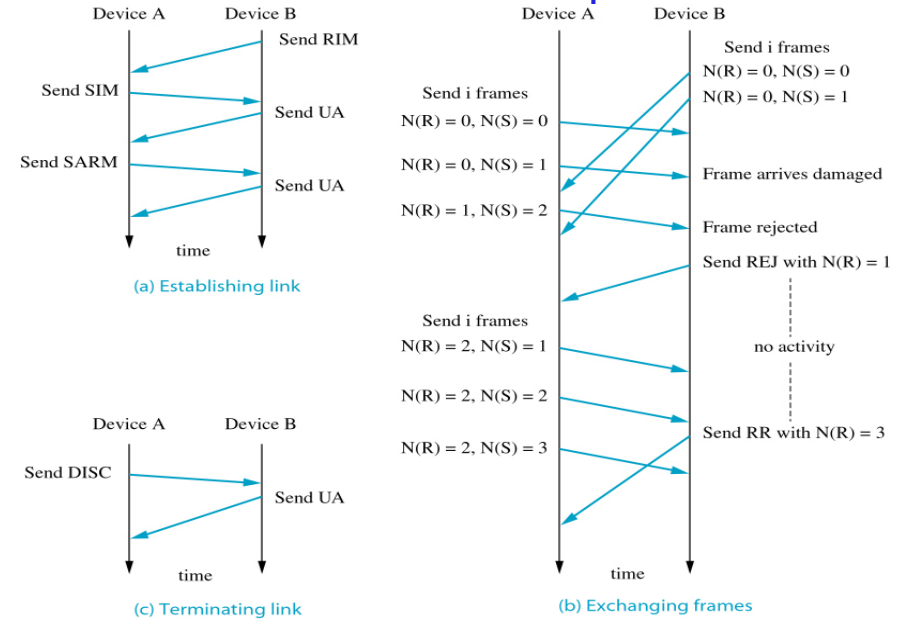 Device A
Device B
Send RIM
Send SIM
Send UA
Send SARM
Send UA
time
(a) Establishing link
Device A
Device B
Send DISC
Send UA
time
(c) Terminating link
Device A
Device B
Send i frames
N(R) = 0, N(S) = 0
N(R) = 0, N(S) = 1
Send i frames
N(R) = 0, N(S) = 0
N(R) = 0, N(S) = 1
Frame arrives damaged
N(R) = 1, N(S) = 2
Frame rejected
Send REJ with N(R) = 1
Send i frames
N(R) = 2, N(S) = 1
no activity
N(R) = 2, N(S) = 2
Send RR with N(R) = 3
N(R) = 2, N(S) = 3
time
(b) Exchanging frames